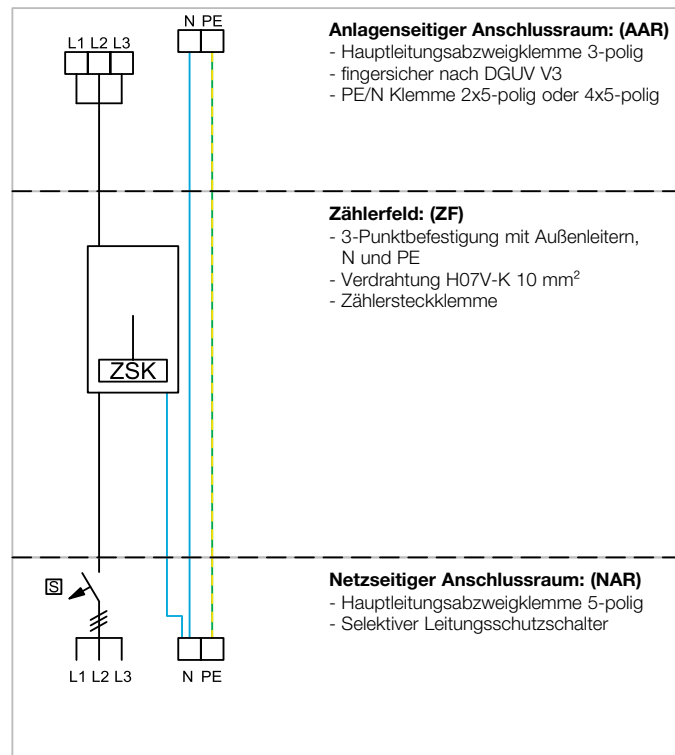 N PE
L1 L2 L3
Anlagenseitiger Anschlussraum: (AAR)
- Hauptleitungsabzweigklemme 3-polig
- fingersicher nach DGUV V3
- PE/N Klemme 2x5-polig oder 4x5-polig
Zählerfeld: (ZF)
- 3-Punktbefestigung mit Außenleitern,
N und PE
- Verdrahtung H07V-K 10 mm²
- Zählersteckklemme
ZSK
Netzseitiger Anschlussraum: (NAR)
- Hauptleitungsabzweigklemme 5-polig
- Selektiver Leitungsschutzschalter
S
L1 L2 L3
N PE